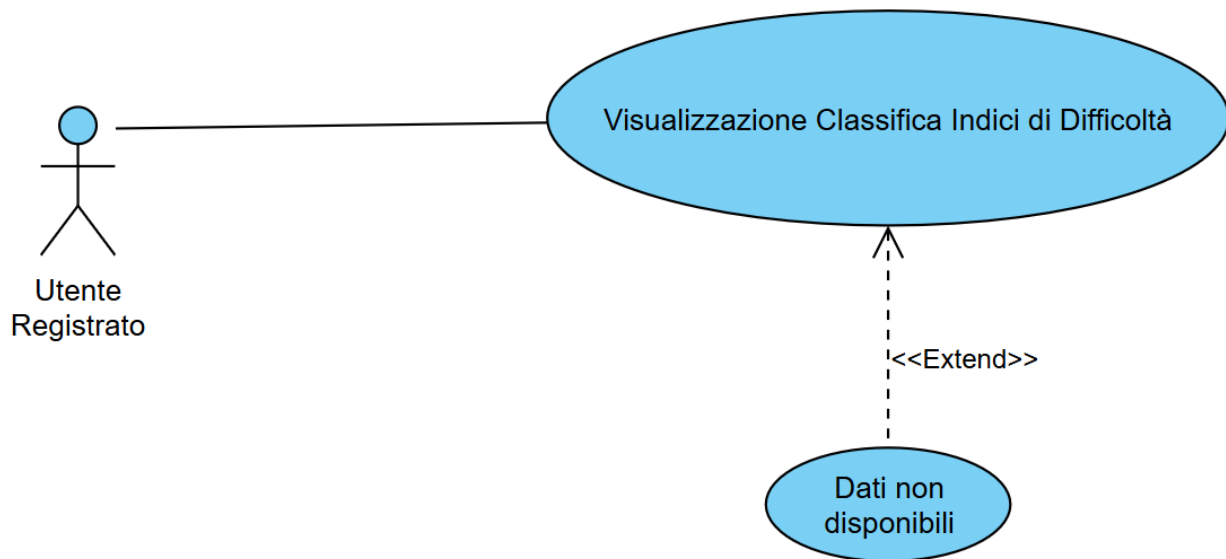 Visualizzazione Classifica Indici di Difficoltà
Utente
Registrato
<<Extend>>
Dati non
disponibili